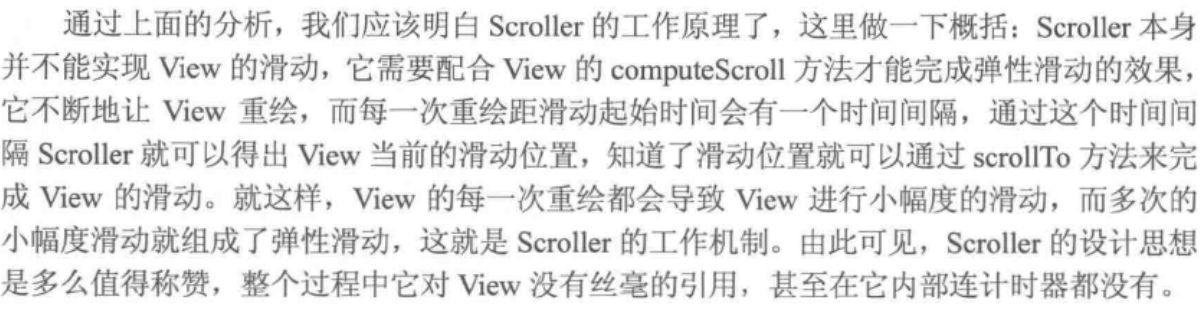 通过上面的分析，我们应该明白 Scroller 的工作原理了，这里做一下概括：Scroller 本身
并不能实现 View 的滑动，它需要配合 View 的 computeScroll 方法才能完成弹性滑动的效果，
它不断地让 View 重绘，而每一次重绘距滑动起始时间会有一个时间间隔，通过这个时间间
隔 Scroller 就可以得出 View 当前的滑动位置，知道了滑动位置就可以通过 scrollTo 方法来完
成 View 的滑动。就这样，View 的每一次重绘都会导致 View 进行小幅度的滑动，而多次的
小幅度滑动就组成了弹性滑动，这就是 Scroller 的工作机制。由此可见，Scroller 的设计思想
是多么值得称赞，整个过程中它对 View 没有丝毫的引用，甚至在它内部连计时器都没有。